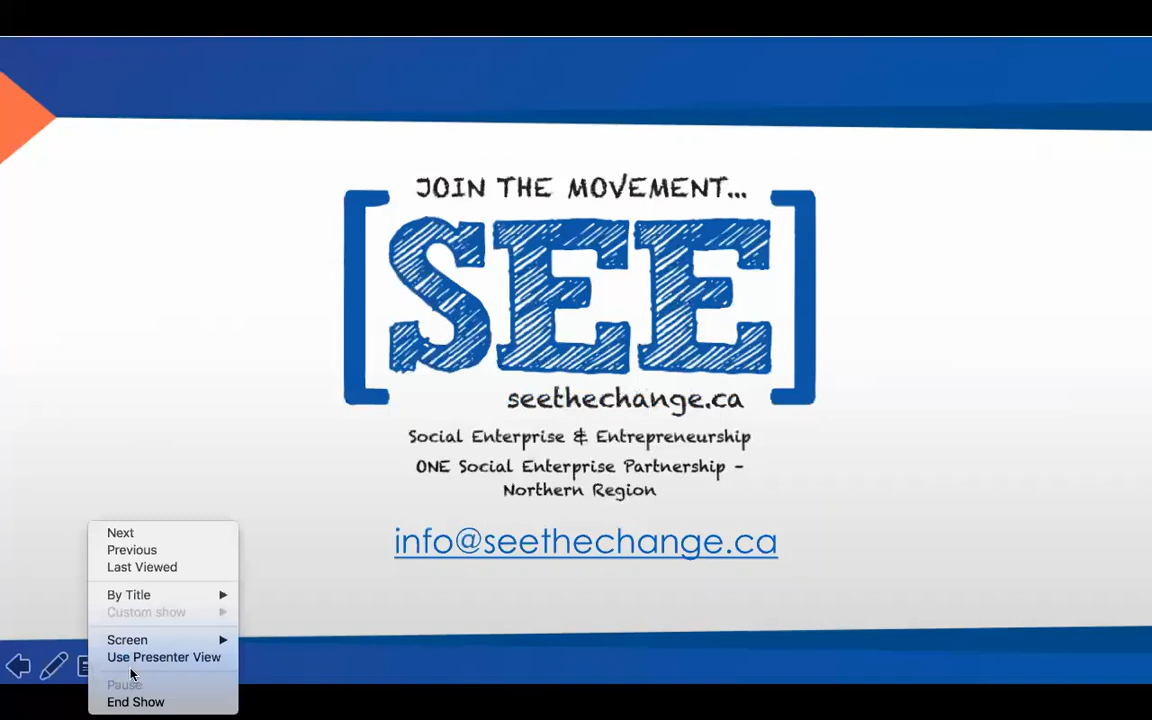 JOIN THE MOVEMENT...
[SEE]
seethechange.ca
Social Enterprise & Entrepreneurship
ONE Social Enterprise Partnership -
Northern Region
info@seethechange.ca
Next
Previous
Last Viewed
By Title
Custom show
Screen
Use Presenter View
Pause
End Show